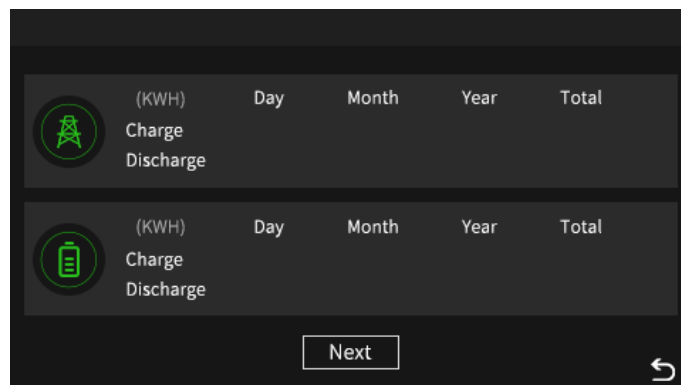 (KWH) Day Month Year Total
Charge
Discharge
(KWH) Day Month Year Total
Charge
Discharge
Next